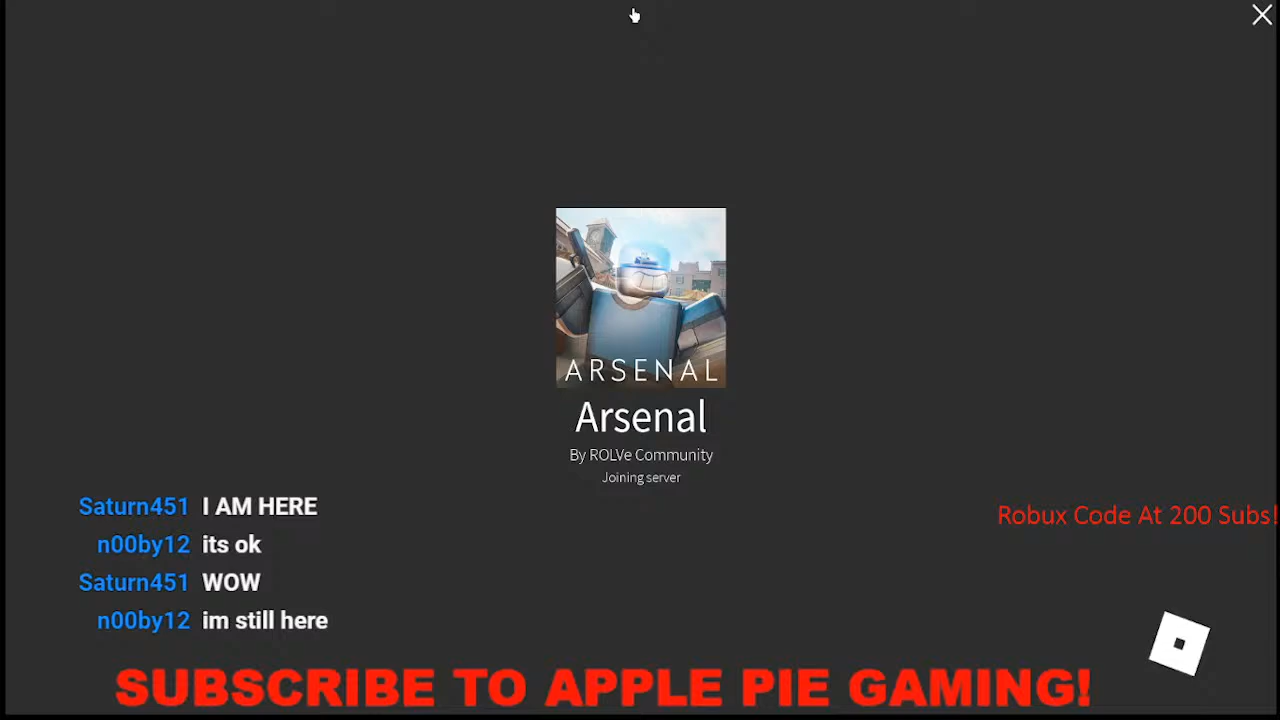 ARSENAL
Arsenal
By ROLVe Community
Joining server
Saturn451 I AM HERE
n00by12 its ok
Saturn451 WOW
n00by12 im still here
Robux Code At 200 Subs!
SUBSCRIBE TO APPLE PIE GAMING!